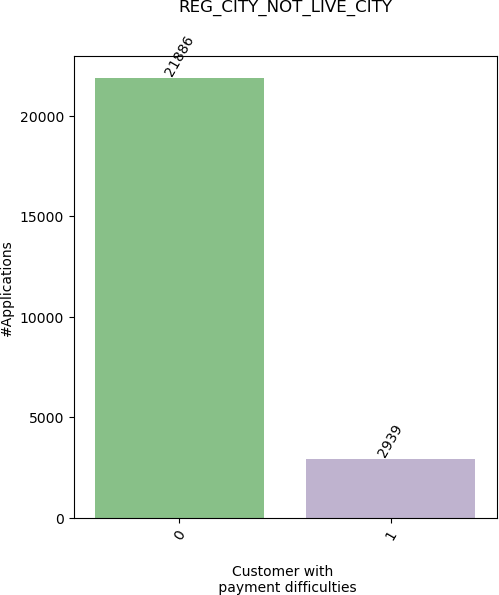 REG_CITY_NOT_LIVE_CITY
#Applications
20000
15000
10000
5000
0
21886
2939
0
1
Customer with
payment difficulties